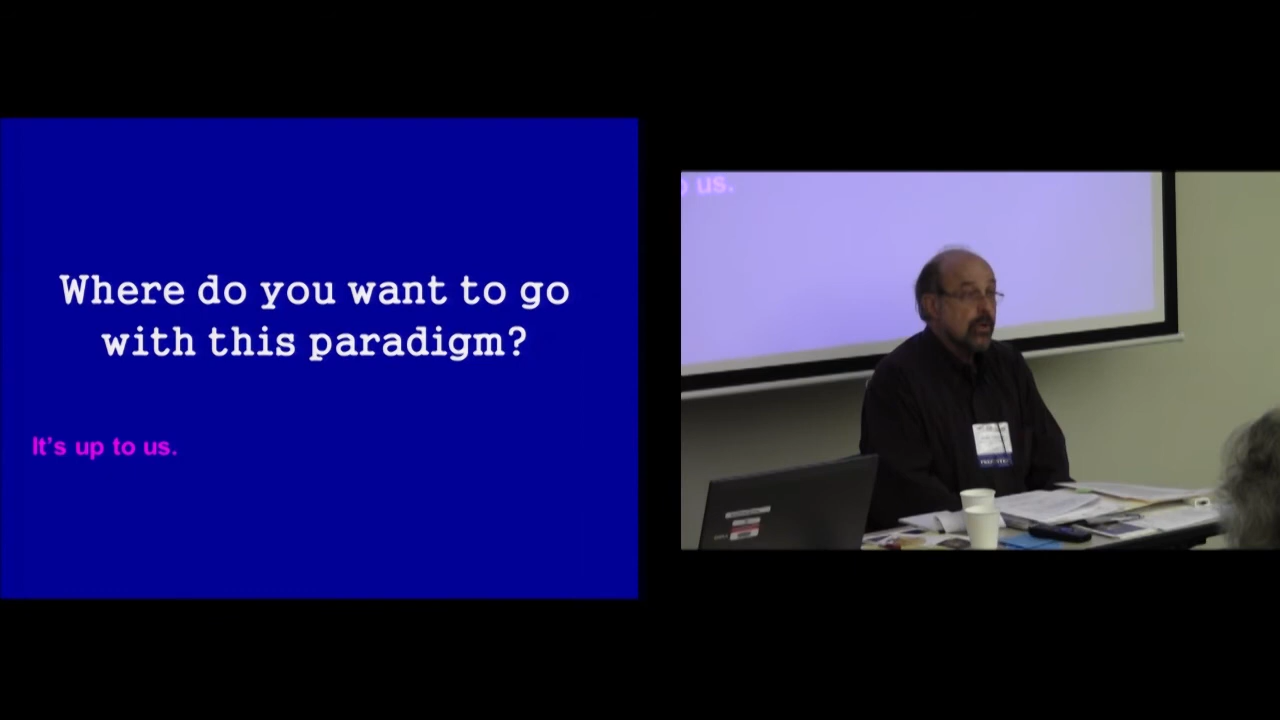 Where do you want to go
with this paradigm?
It's up to us.
us.